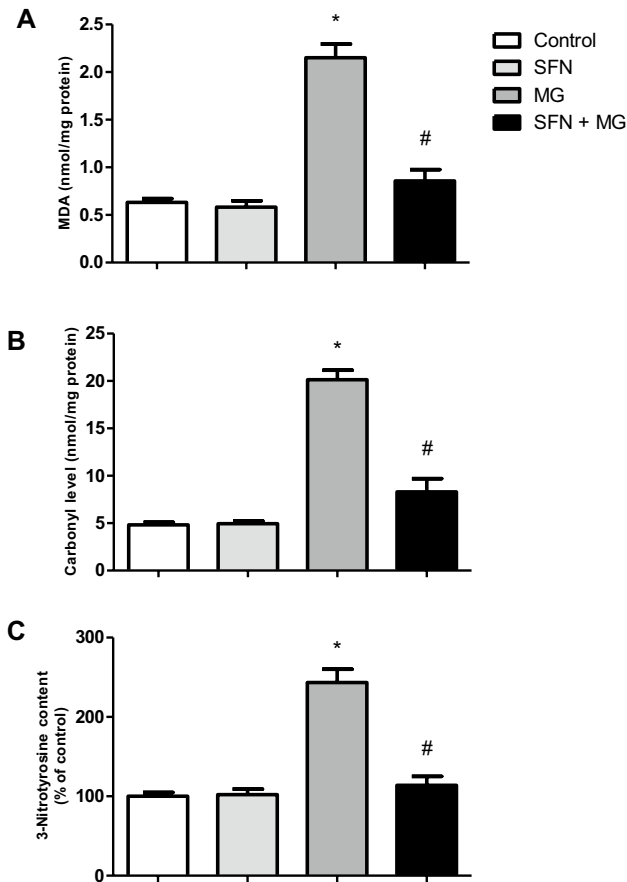 A
MDA (nmol/mg protein)
2.5
2.0
1.5
1.0
0.5
0.0
*
#
Control
SFN
MG
SFN + MG
B
Carbonyl level (nmol/mg protein)
25
20
15
10
5
0
*
#
C
3-Nitrotyrosine content
(% of control)
300
200
100
0
*
#